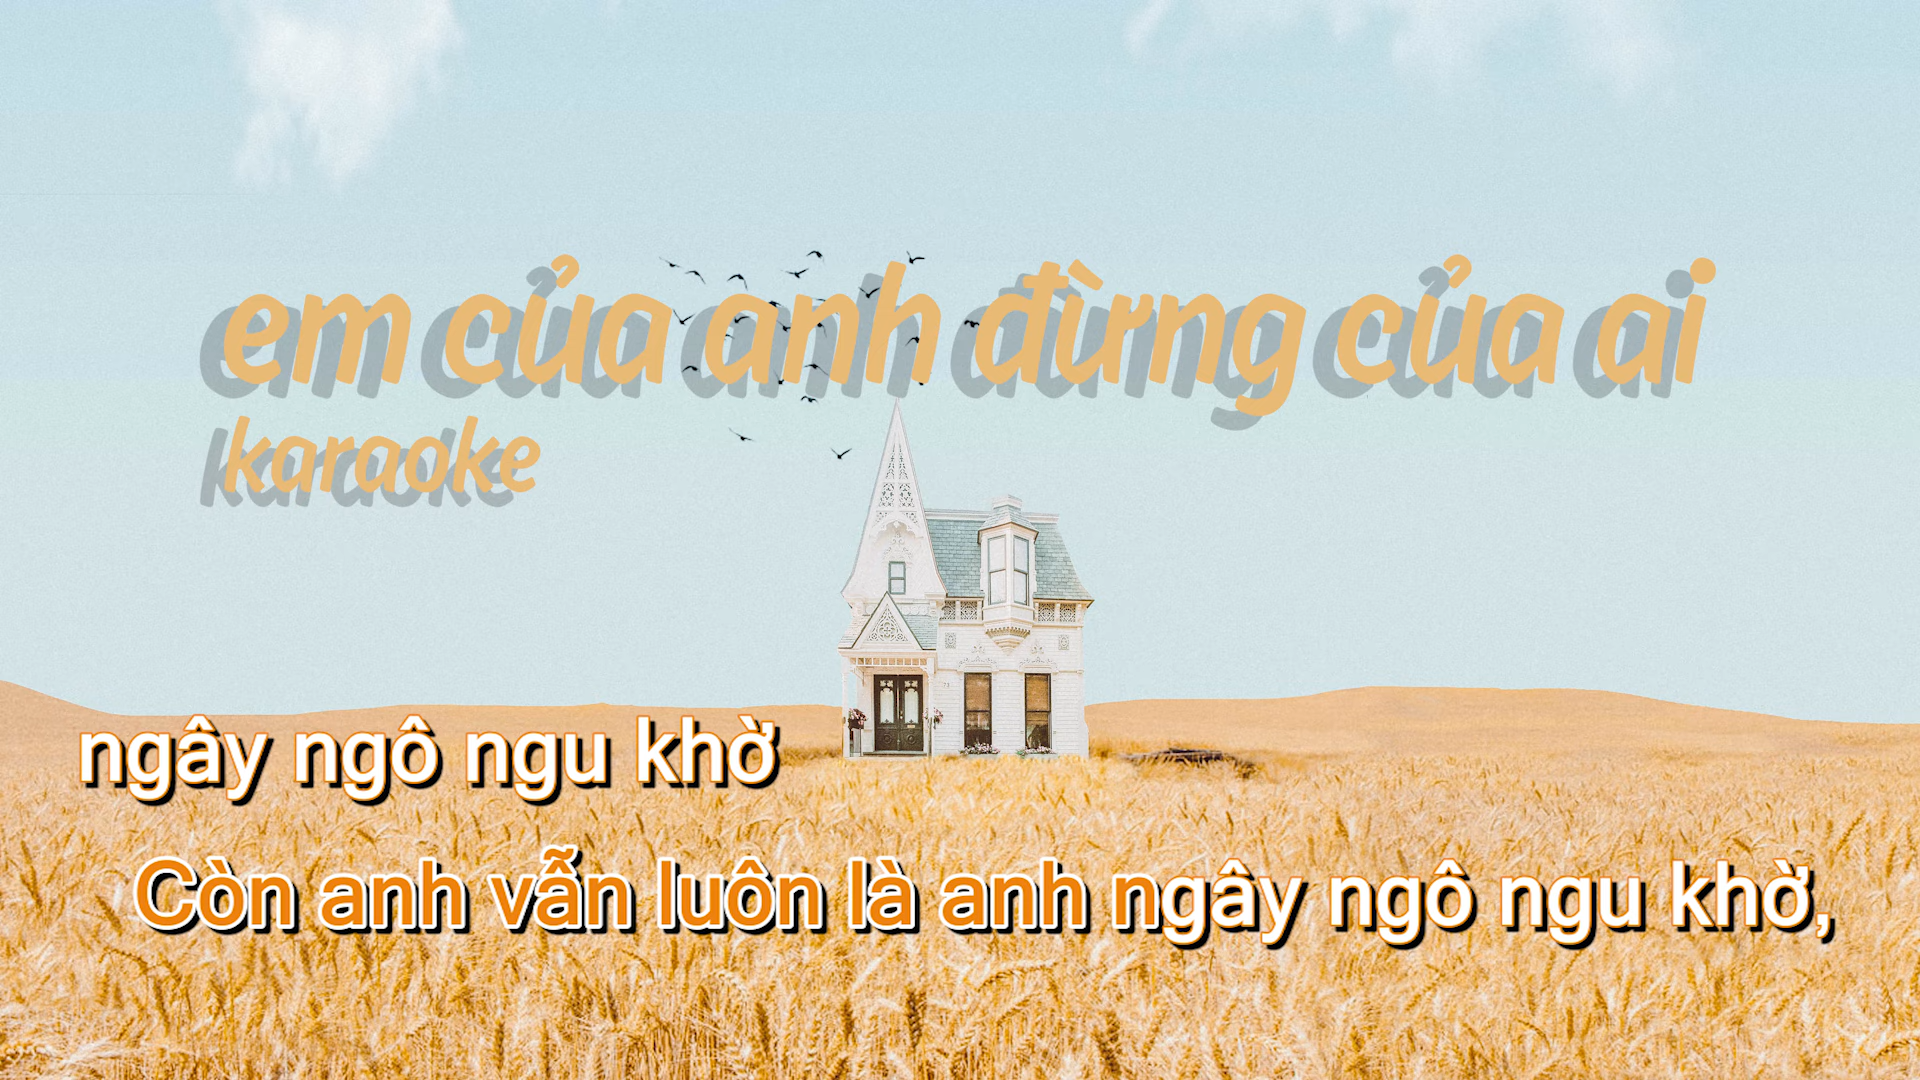 em của anh đừng của ai
karaoke
ngây ngô ngu khờ
Còn anh vẫn luôn là anh ngây ngô ngu khờ,